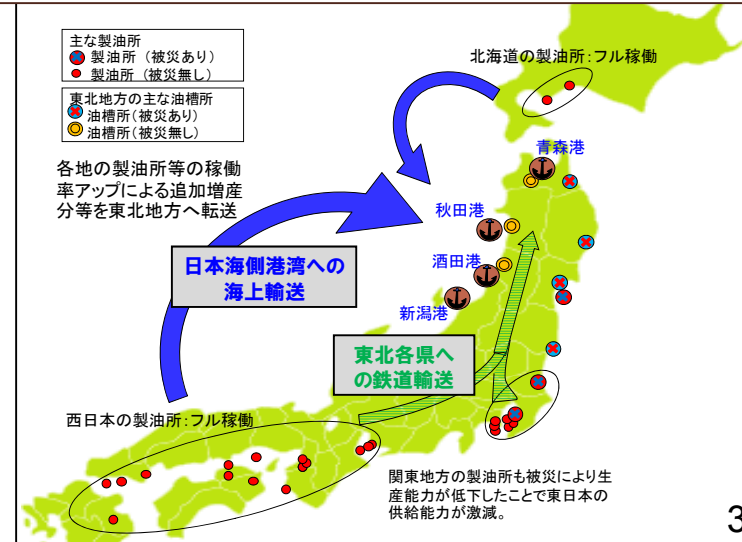 主な製油所
製油所（被災あり）
製油所（被災無し）
東北地方の主な油槽所
油槽所（被災あり）
油槽所（被災無し）
北海道の製油所：フル稼働
各地の製油所等の稼働
率アップによる追加増産
分等を東北地方へ転送
青森港
秋田港
酒田港
新潟港
日本海側港湾への
海上輸送
東北各県へ
の鉄道輸送
西日本の製油所：フル稼働
関東地方の製油所も被災により生
産能力が低下したことで東日本の
供給能力が激減。
3